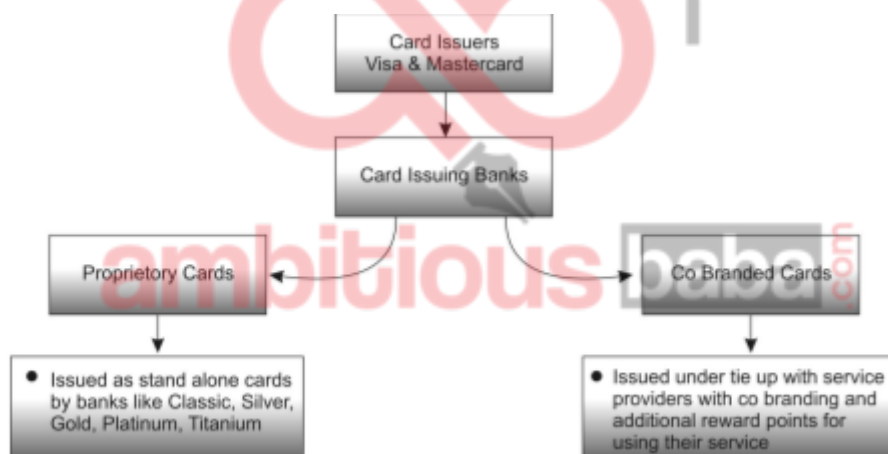 Card Issuers
Visa & Mastercard
Card Issuing Banks
Proprietory Cards
Co Branded Cards
ambitious baba .com
● Issued as stand alone cards
by banks like Classic, Silver,
Gold, Platinum, Titanium
● Issued under tie up with service
providers with co branding and
additional reward points for
using their service